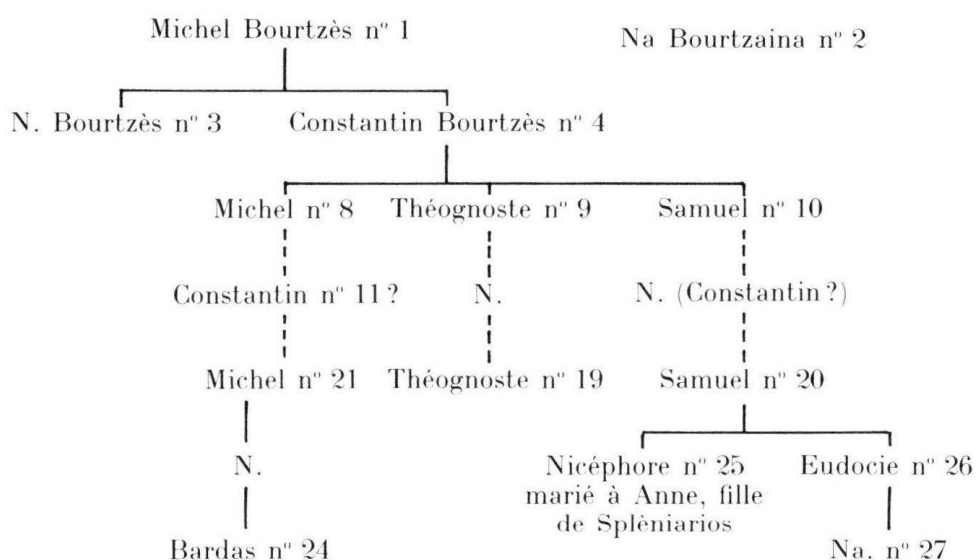 Michel Bourtzès nº 1
Na Bourtzaina nº 2
N. Bourtzès nº 3
Constantin Bourtzès nº 4
Michel nº 8
Théognoste nº 9
Samuel nº 10
Constantin nº 11 ?
N.
N. (Constantin ?)
Michel nº 21
Théognoste nº 19
Samuel nº 20
N.
Nicéphore nº 25
marié à Anne, fille
de Splèniarios
Eudocie nº 26
Bardas nº 24
Na. nº 27